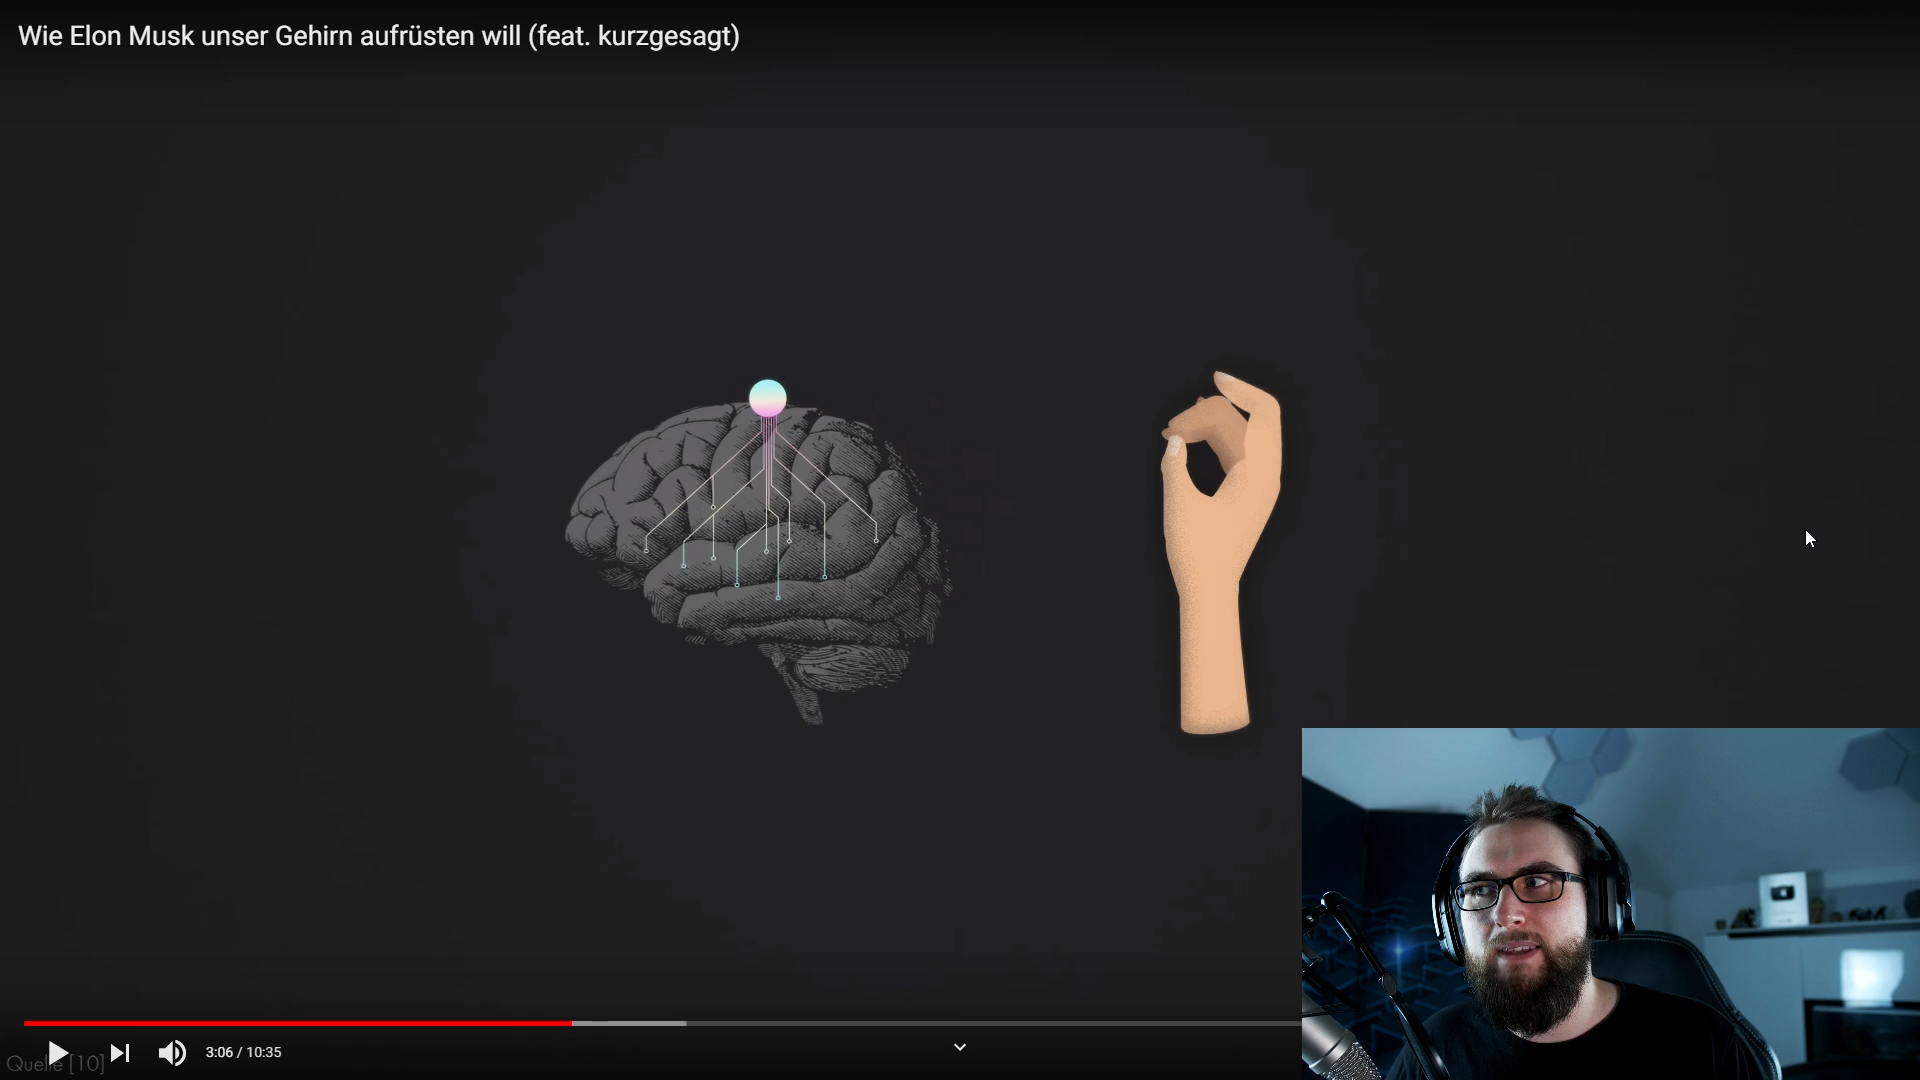 Wie Elon Musk unser Gehirn aufrüsten will (feat. kurzgesagt)
3:06 / 10:35
Quelle [10]